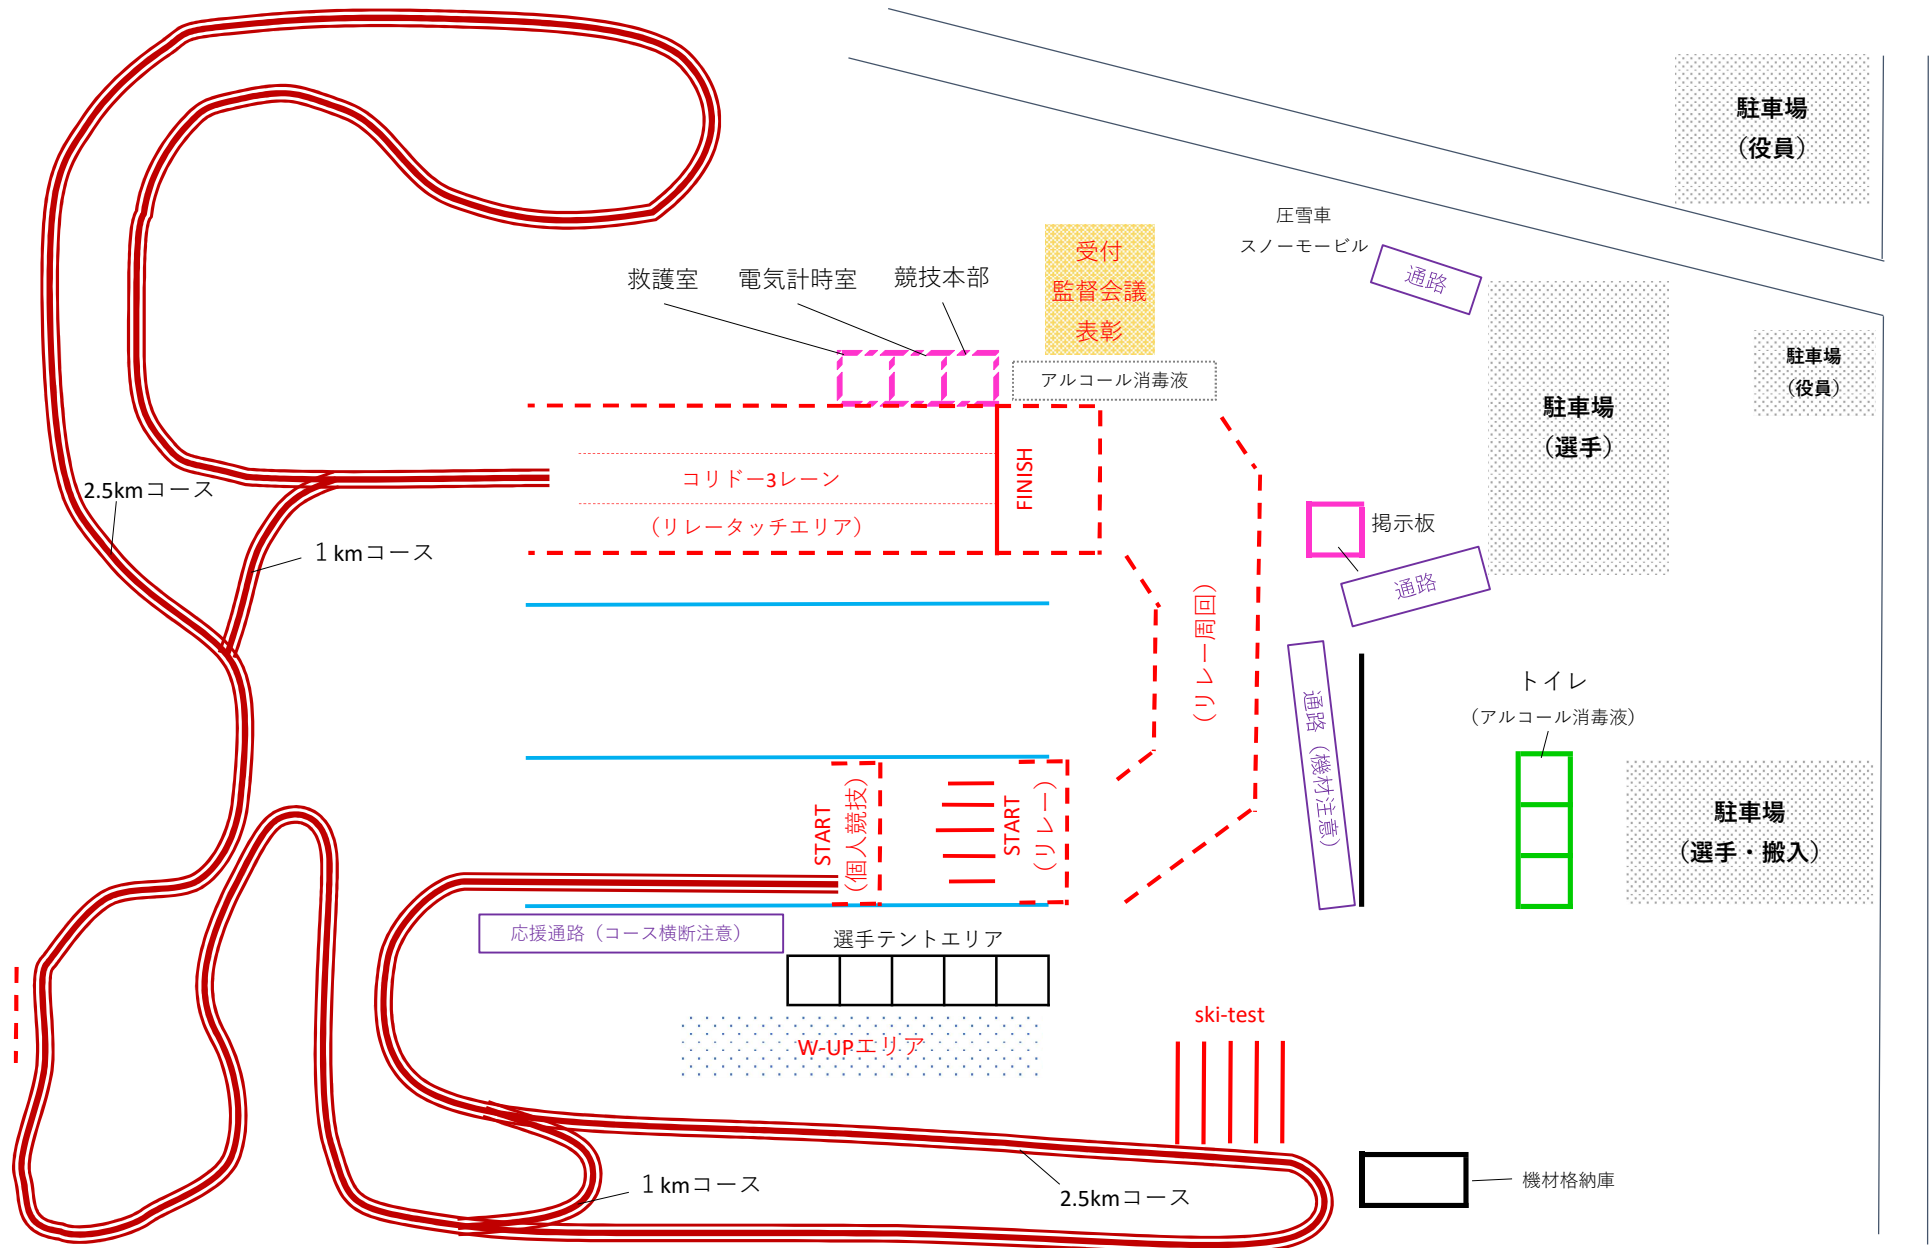 駐車場
（役員）
圧雪車
スノーモービル
受付
監督会議
表彰
通路
救護室
電気計時室
競技本部
駐車場
（役員）
アルコール消毒液
駐車場
（選手）
2.5kmコース
コリドー3レーン
FINISH
（リレータッチエリア）
掲示板
１kmコース
通路
（リレー周回）
トイレ
（アルコール消毒液）
通路（機材注意）
START
（個人競技）
START
（リレー）
駐車場
（選手・搬入）
応援通路（コース横断注意）
選手テントエリア
ski-test
W-UPエリア
１kmコース
2.5kmコース
機材格納庫